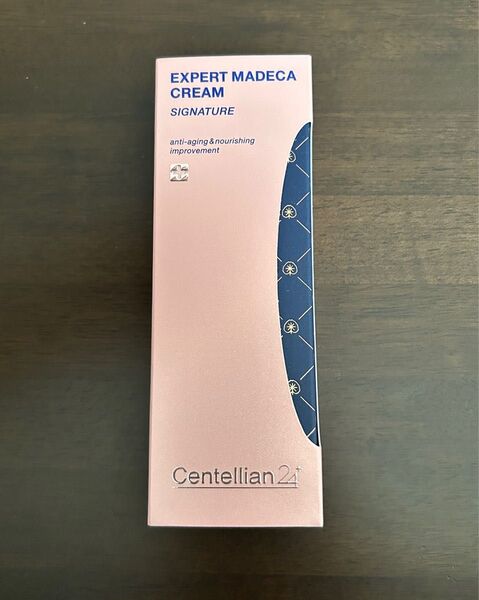 EXPERT MADECA
CREAM
SIGNATURE
anti-aging & nourishing
improvement
Centellian24+